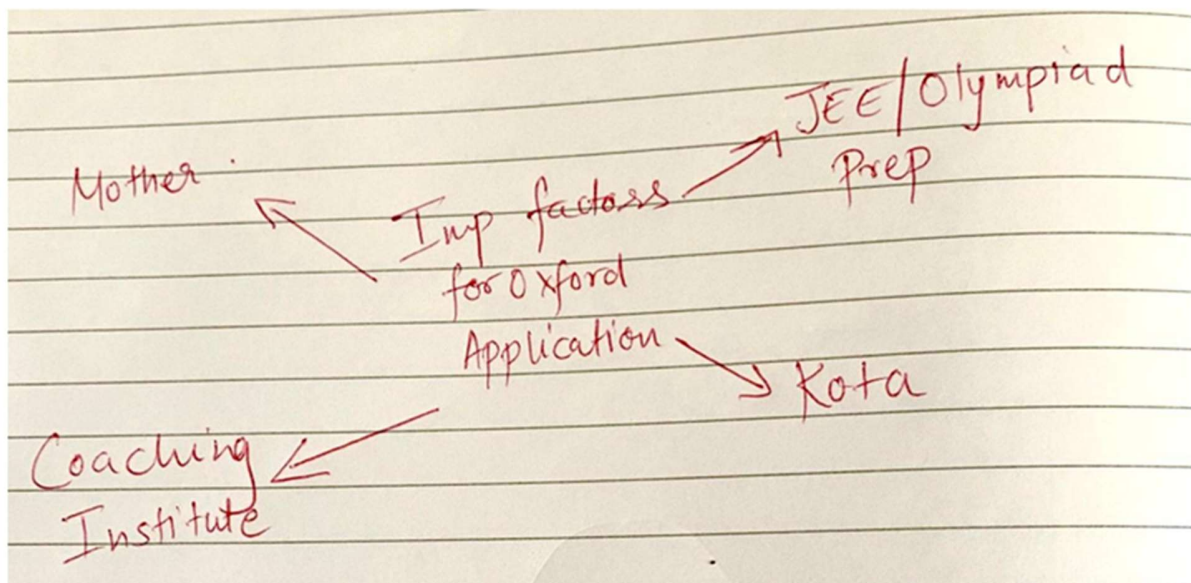 Mother
Imp factors
for Oxford
Application
JEE/Olympiad
Prep
Kota
Coaching
Institute